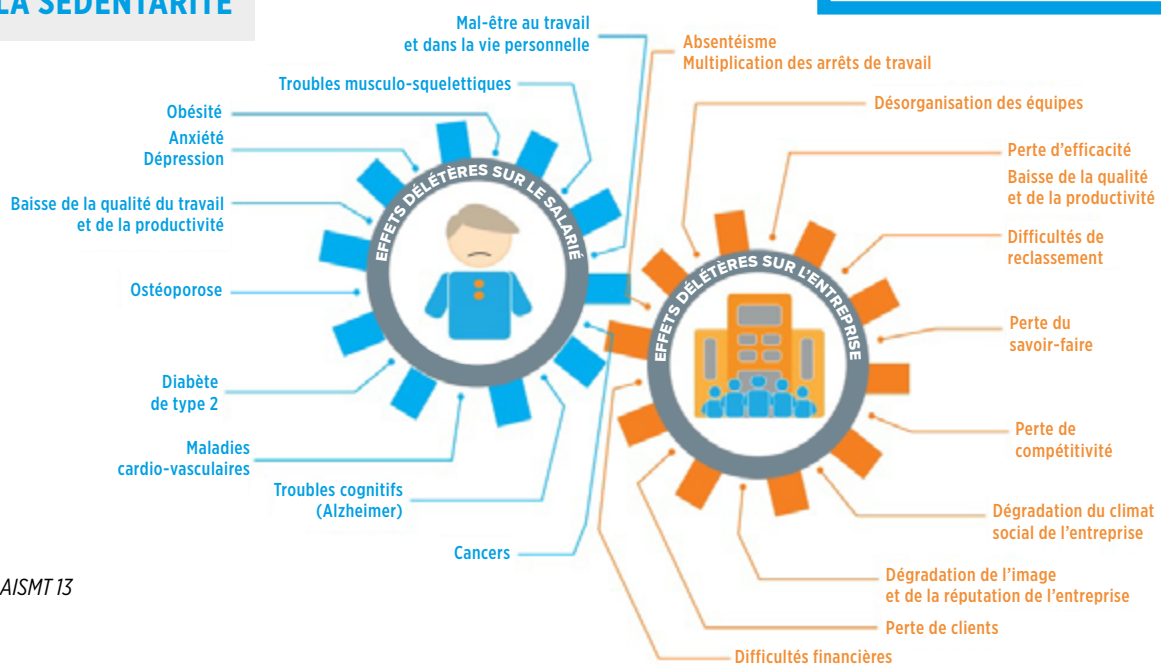 LA SÉDENTARITÉ
Mal-être au travail
et dans la vie personnelle
Troubles musculo-squelettiques
Obésité
Anxiété
Dépression
Baisse de la qualité du travail
et de la productivité
Ostéoporose
Diabète
de type 2
Maladies
cardio-vasculaires
Troubles cognitifs
(Alzheimer)
Cancers
EFFETS DÉLÉTÈRES SUR LE SALARIÉ
Absentéisme
Multiplication des arrêts de travail
Désorganisation des équipes
Perte d'efficacité
Baisse de la qualité
et de la productivité
Difficultés de
reclassement
Perte du
savoir-faire
Perte de
compétitivité
Dégradation du climat
social de l'entreprise
Dégradation de l'image
et de la réputation de l'entreprise
Perte de clients
Difficultés financières
EFFETS DÉLÉTÈRES SUR L'ENTREPRISE
AISMT 13